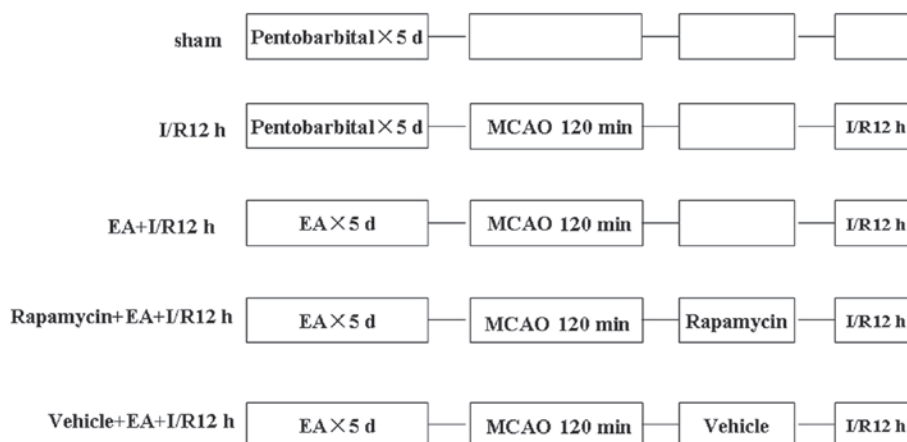 sham Pentobarbital×5 d
I/R12 h Pentobarbital×5 d MCAO 120 min I/R12 h
EA+I/R12 h EA×5 d MCAO 120 min I/R12 h
Rapamycin+EA+I/R12 h EA×5 d MCAO 120 min Rapamycin I/R12 h
Vehicle+EA+I/R12 h EA×5 d MCAO 120 min Vehicle I/R12 h